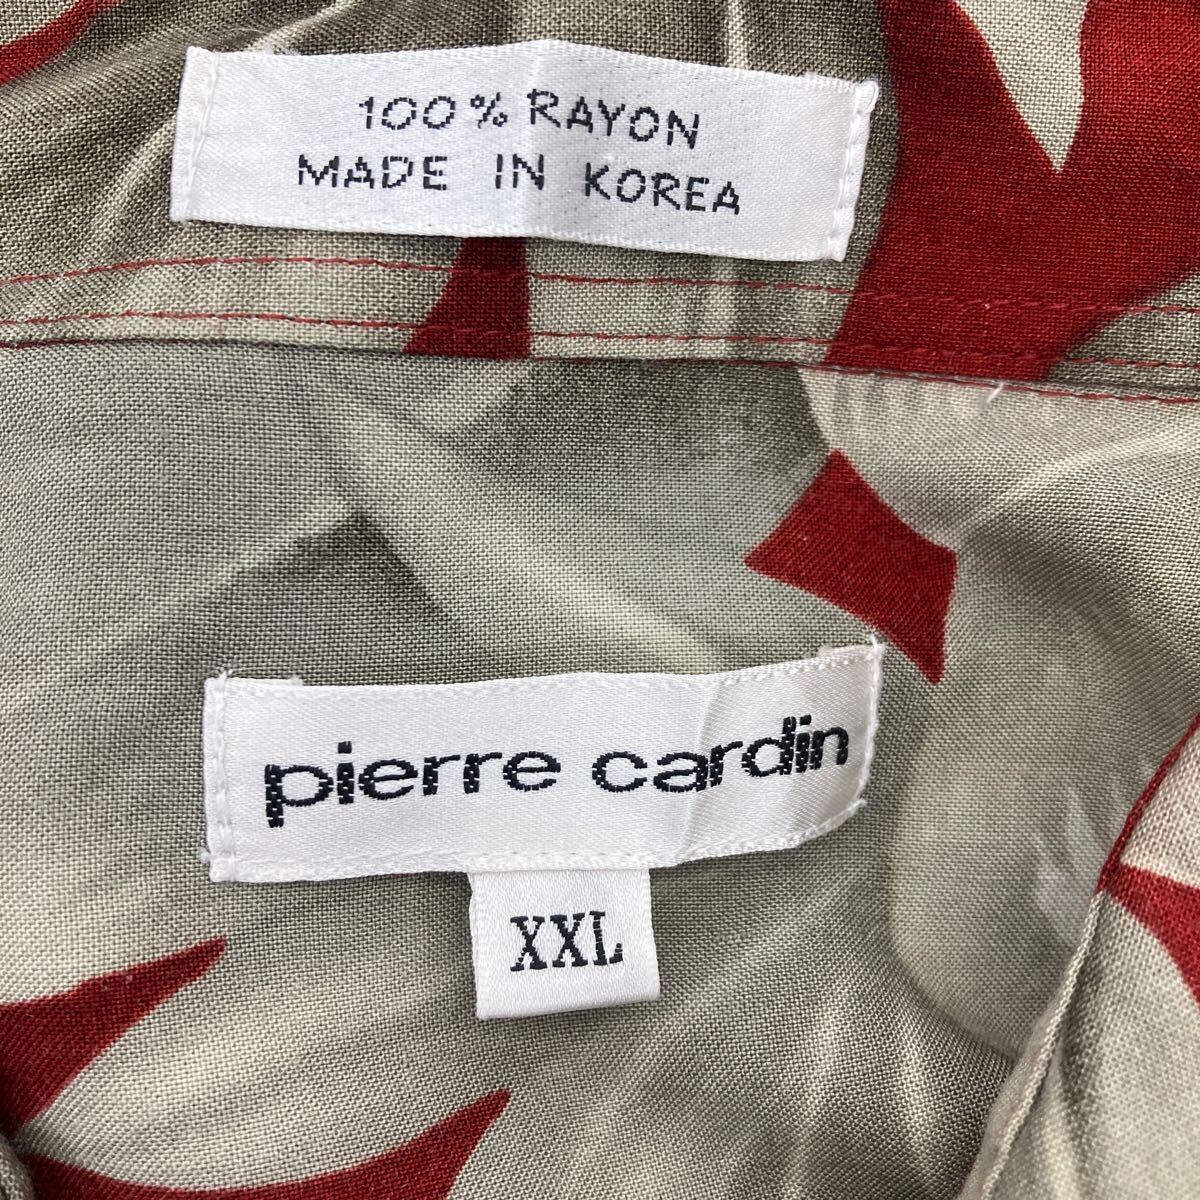 100% RAYON
MADE IN KOREA
pierre cardin
XXL